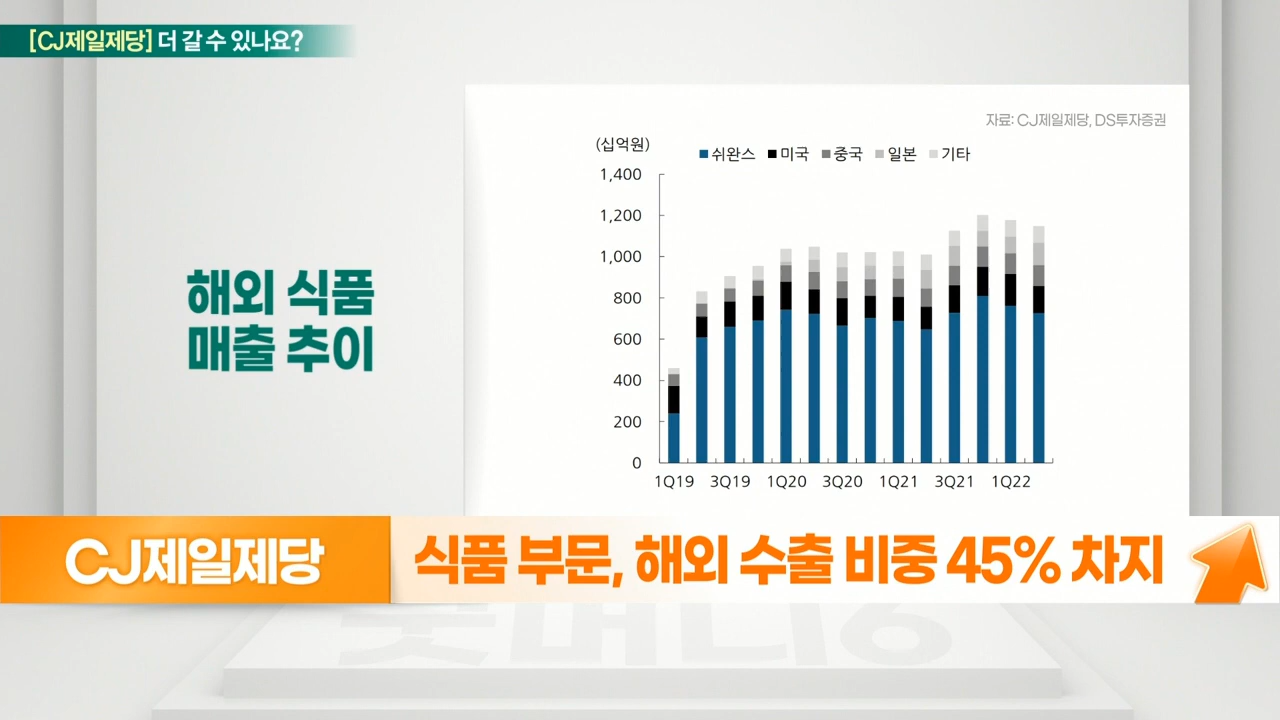 [CJ제일제당] 더 갈 수 있나요?
자료: CJ제일제당, DS투자증권
(십억원)
쉬완스 미국 중국 일본 기타
1,400
1,200
1,000
800
600
400
200
0
1Q19 3Q19 1Q20 3Q20 1Q21 3Q21 1Q22
해외 식품
매출 추이
CJ제일제당
식품 부문, 해외 수출 비중 45% 차지
굿머니6